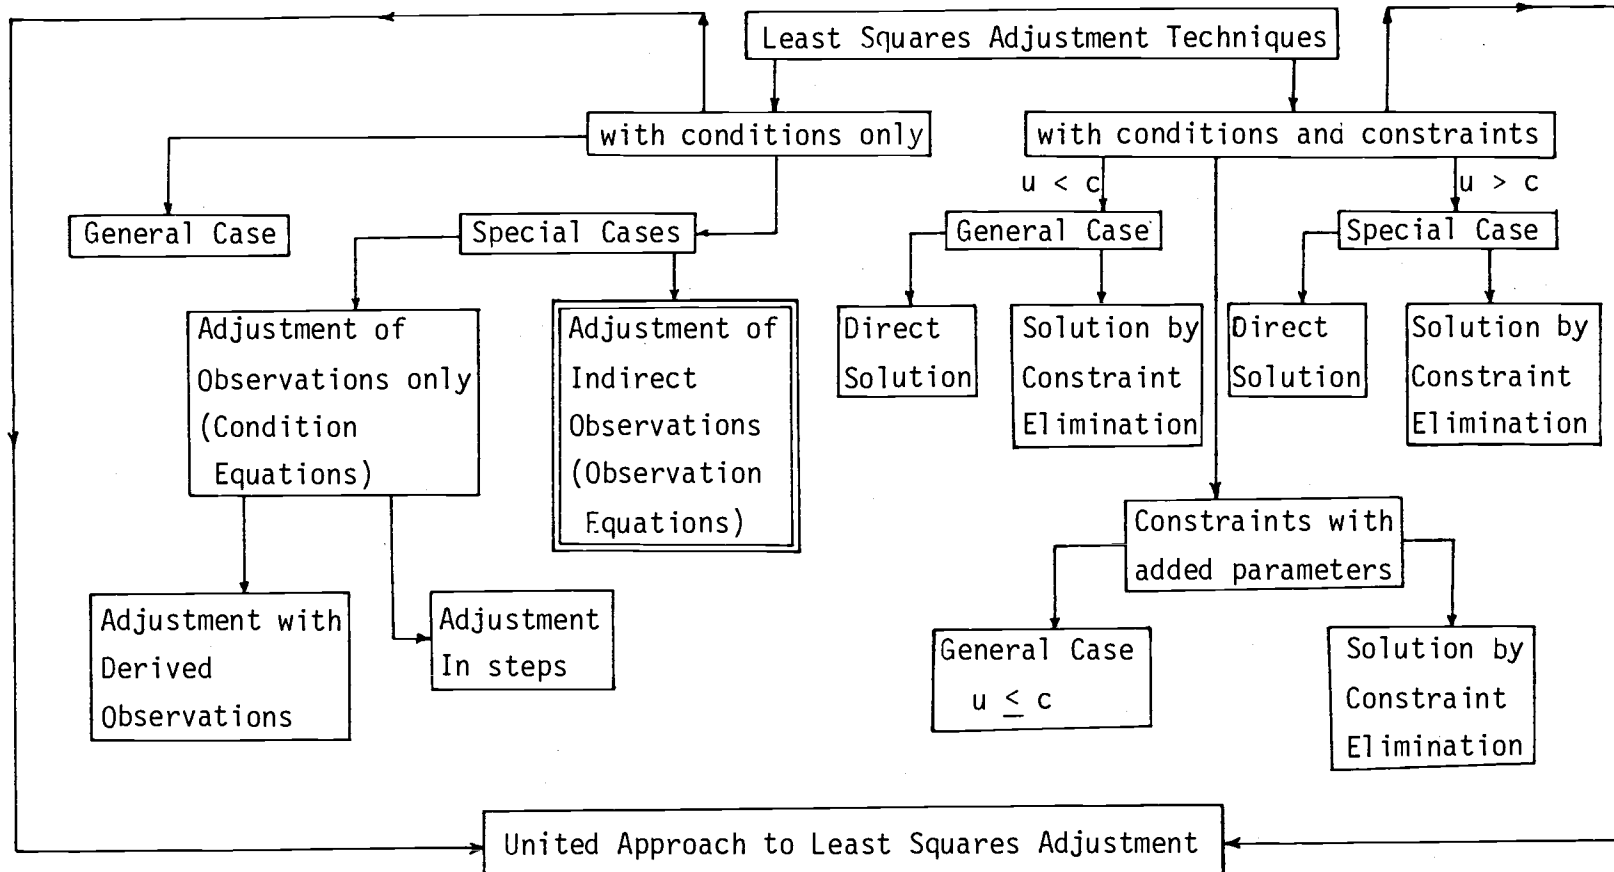 Least Squares Adjustment Techniques
with conditions only
with conditions and constraints
u < c
u > c
General Case
Special Cases
General Case
Special Case
Adjustment of
Observations only
(Condition
Equations)
Adjustment of
Indirect
Observations
(Observation
Equations)
Direct
Solution
Solution by
Constraint
Elimination
Direct
Solution
Solution by
Constraint
Elimination
Constraints with
added parameters
Adjustment with
Derived
Observations
Adjustment
In steps
General Case
u ≤ c
Solution by
Constraint
Elimination
United Approach to Least Squares Adjustment